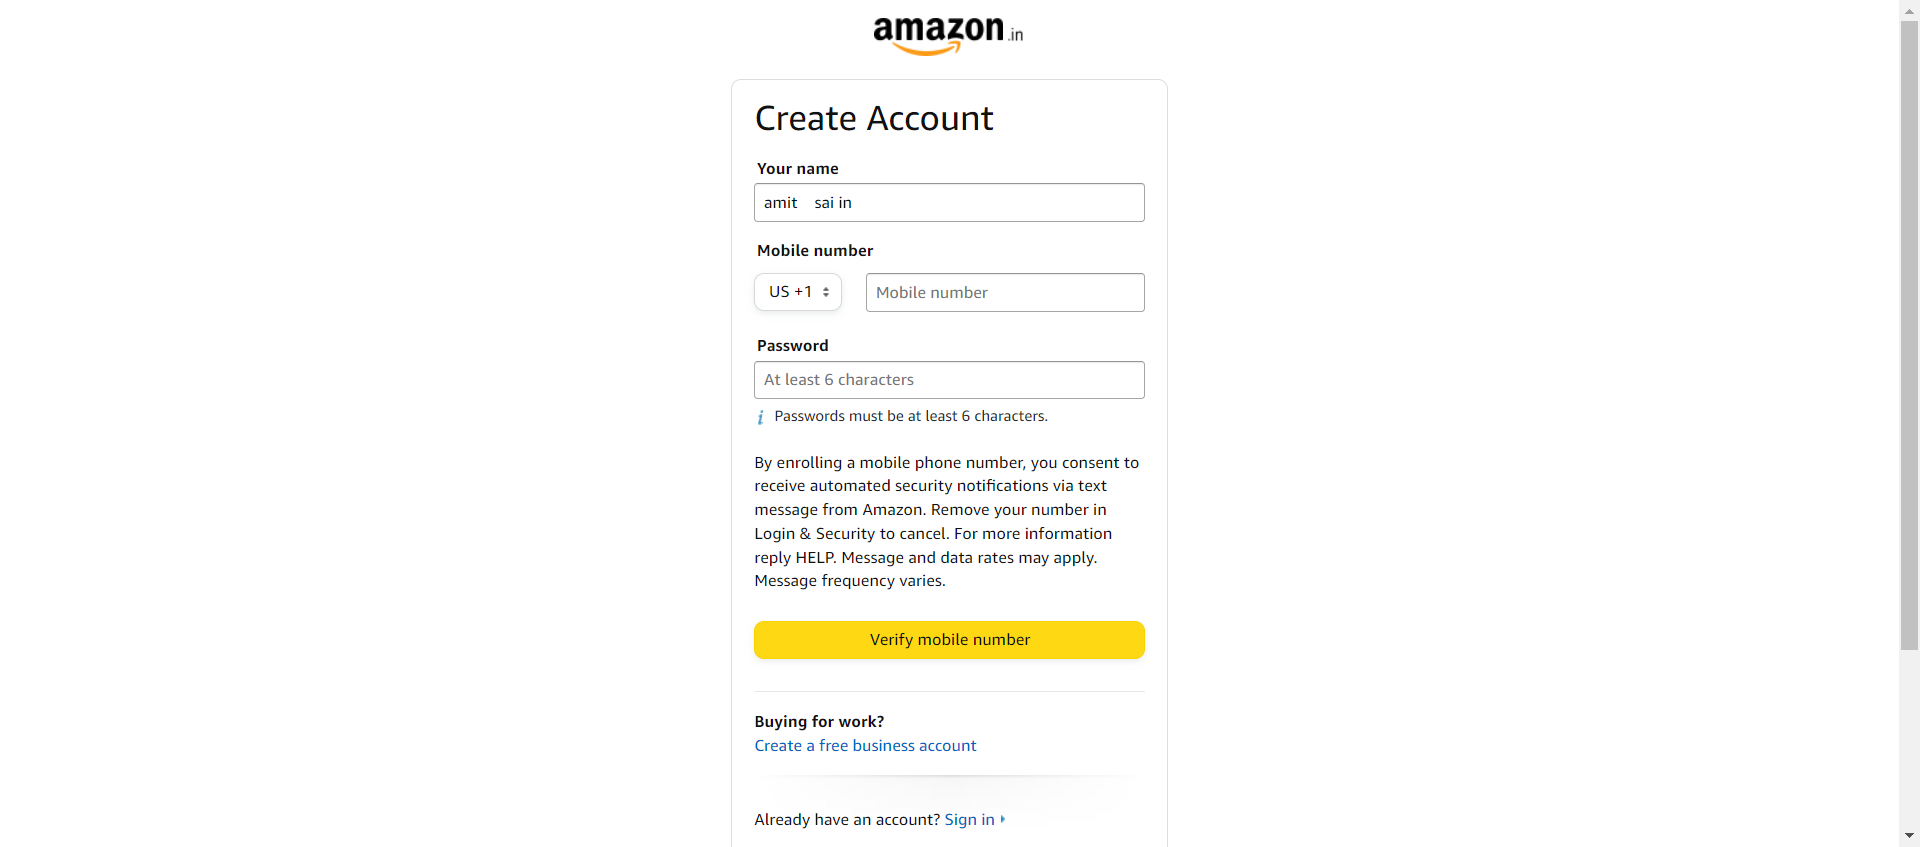 amazon.in
Create Account
Your name
amit    sai in
Mobile number
US +1
Mobile number
Password
At least 6 characters
i Passwords must be at least 6 characters.
By enrolling a mobile phone number, you consent to
receive automated security notifications via text
message from Amazon. Remove your number in
Login & Security to cancel. For more information
reply HELP. Message and data rates may apply.
Message frequency varies.
Verify mobile number
Buying for work?
Create a free business account
Already have an account? Sign in